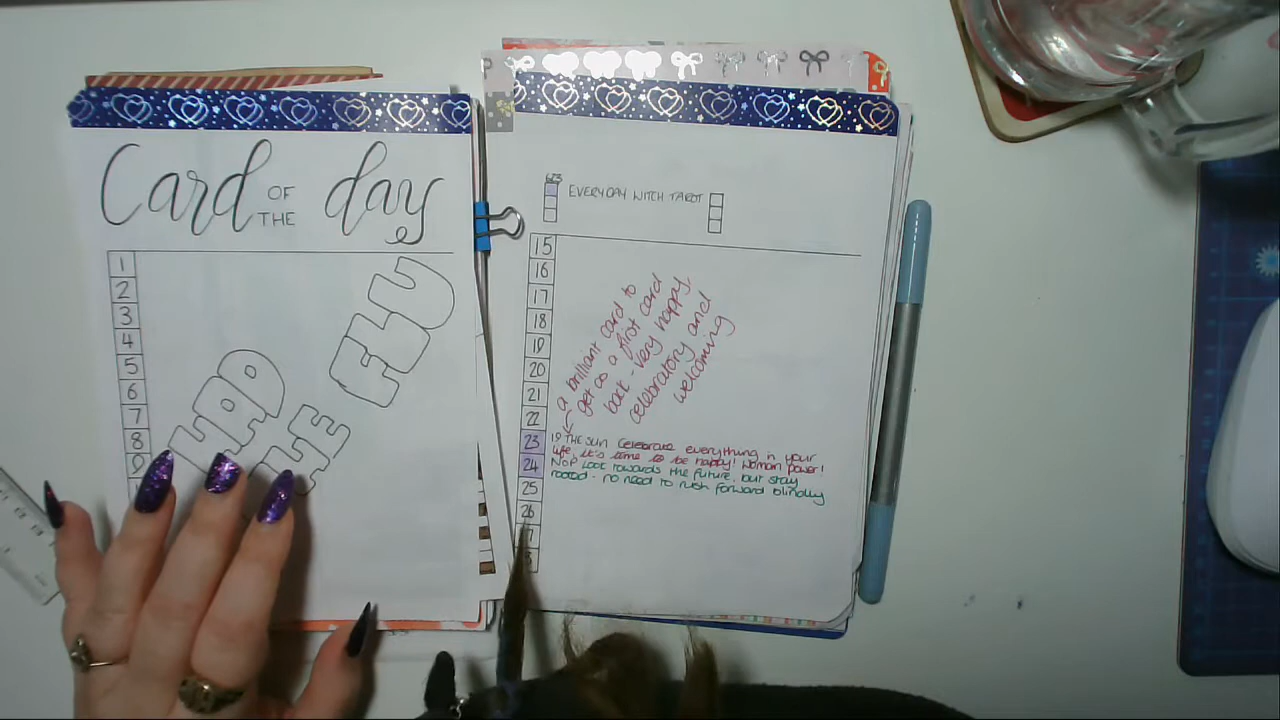 Card OF THE day
1
2
3
4
5
6
7
8
9
HAD
THE
FLU
EVERYDAY WITCH TAROT
15
16
17
18
19
20
21
22
23
24
25
26
a brilliant card to
get as a first card
back - very happy
celebratory and
welcoming
19 THE SUN Celebrate everything in your
life, it's time to be happy! Woman power!
Look towards the future, but stay
rooted - no need to rush forward blindly